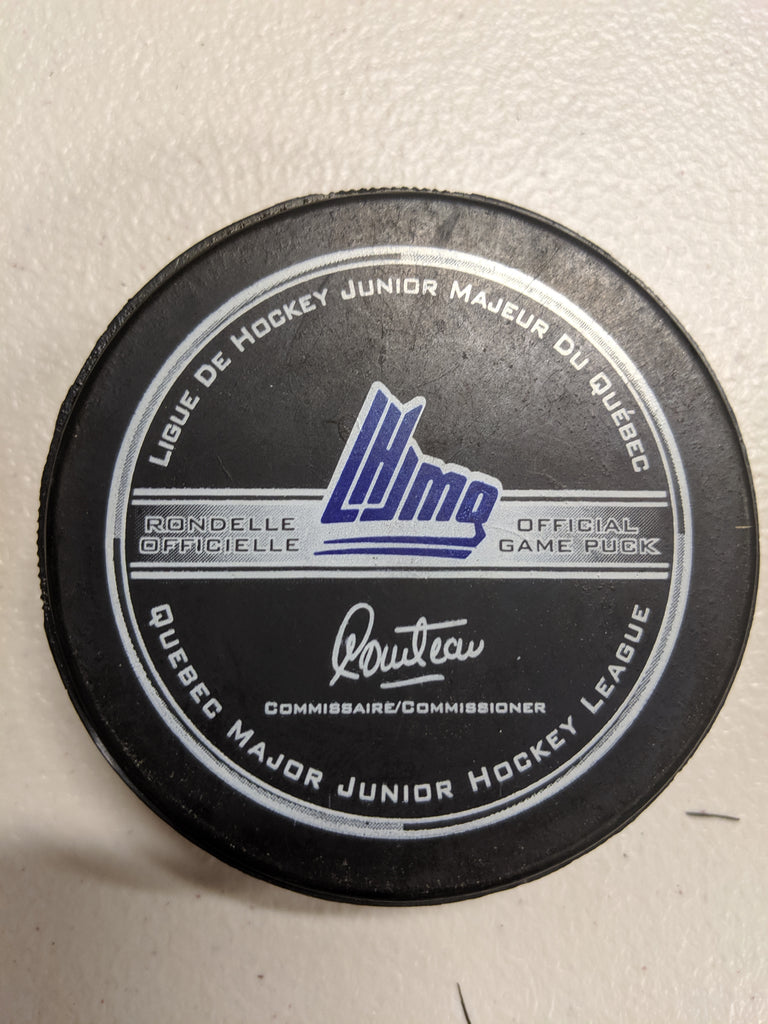 LIGUE DE HOCKEY JUNIOR MAJEUR DU QUÉBEC
LHJMQ
RONDELLE
OFFICIELLE
OFFICIAL
GAME PUCK
Courteau
COMMISSAIRE/COMMISSIONER
QUEBEC MAJOR JUNIOR HOCKEY LEAGUE